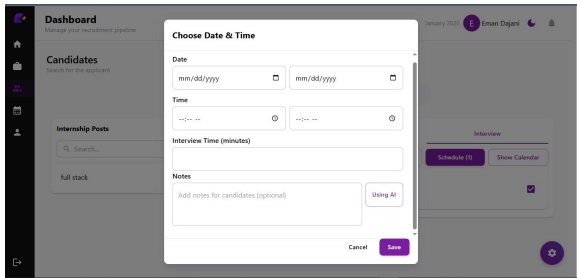 Dashboard
Manage your recruitment pipeline
January 2026
E
Eman Dajani
Candidates
Search for the applicant
Internship Posts
Search...
full stack
Interview
Schedule (1)
Show Calendar
Choose Date & Time
Date
mm/dd/yyyy
mm/dd/yyyy
Time
--:-- --
--:-- --
Interview Time (minutes)
Notes
Add notes for candidates (optional)
Using AI
Cancel
Save